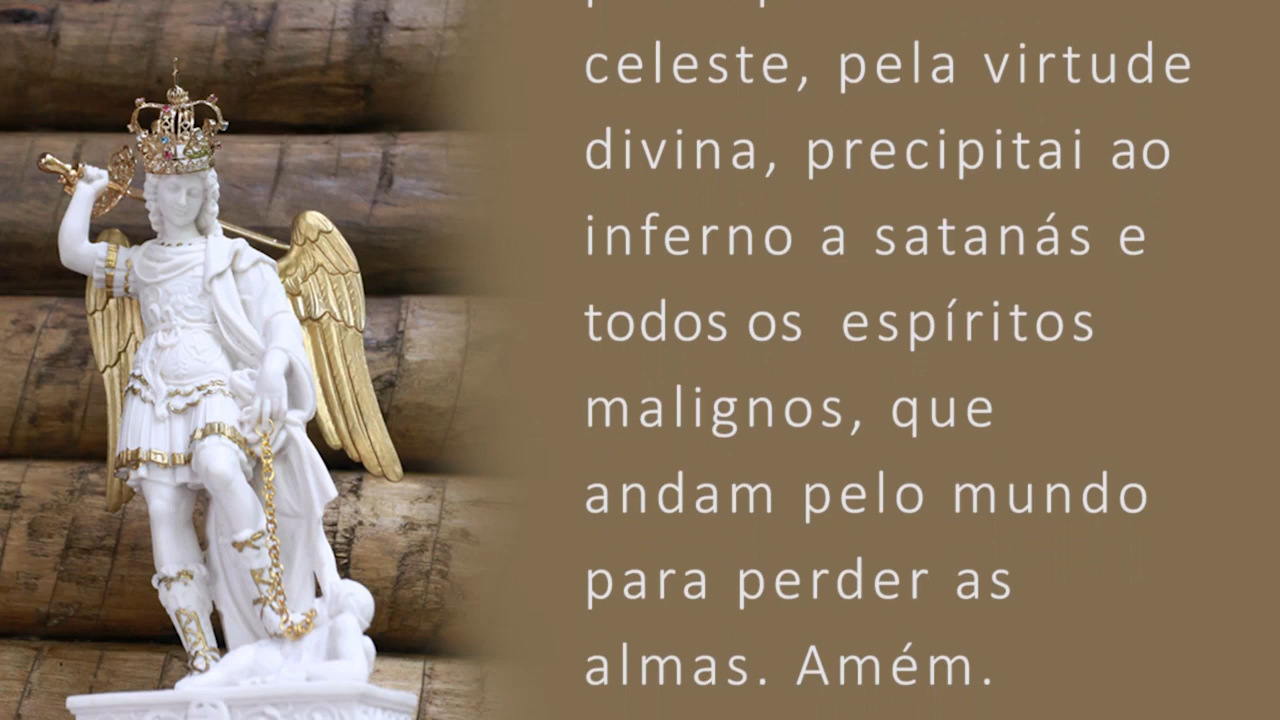 celeste, pela virtude
divina, precipitai ao
inferno a satanás e
todos os espíritos
malignos, que
andam pelo mundo
para perder as
almas. Amém.